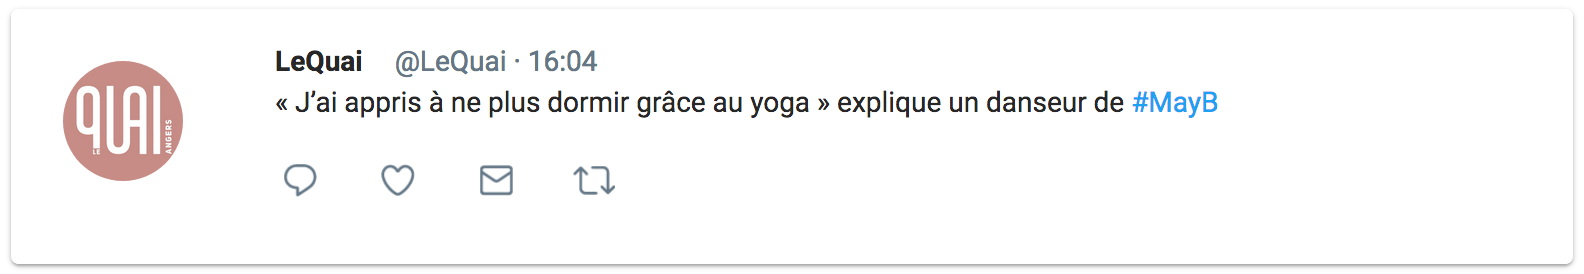 LeQuai @LeQuai · 16:04
« J’ai appris à ne plus dormir grâce au yoga » explique un danseur de #MayB
LE QUAI ANGERS